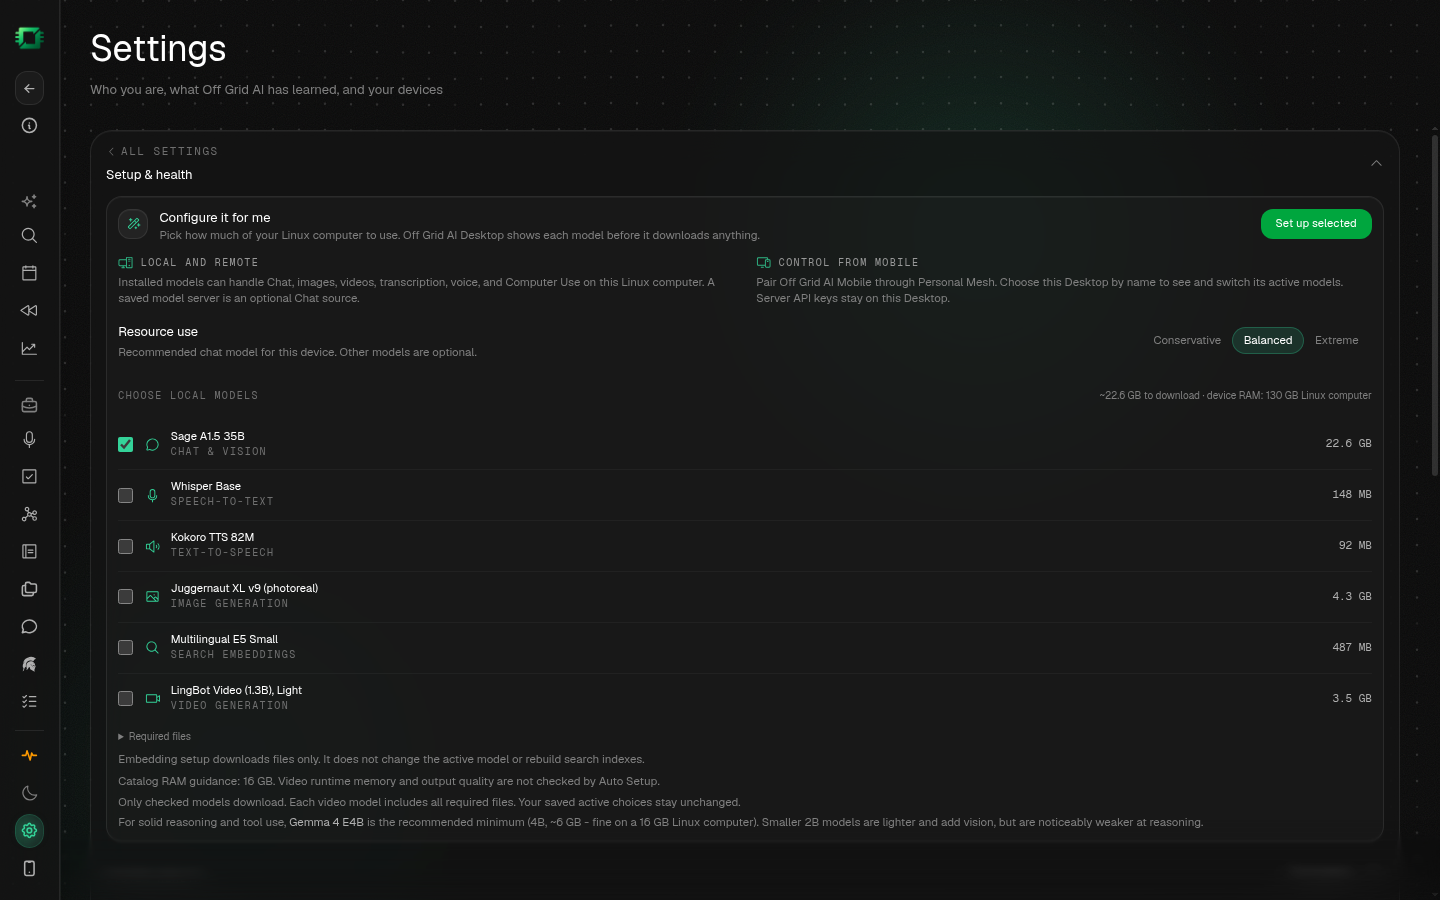 Settings
Who you are, what Off Grid AI has learned, and your devices
ALL SETTINGS
Setup & health
Configure it for me
Pick how much of your Linux computer to use. Off Grid AI Desktop shows each model before it downloads anything.
Set up selected
LOCAL AND REMOTE
Installed models can handle Chat, images, videos, transcription, voice, and Computer Use on this Linux computer. A
saved model server is an optional Chat source.
CONTROL FROM MOBILE
Pair Off Grid AI Mobile through Personal Mesh. Choose this Desktop by name to see and switch its active models.
Server API keys stay on this Desktop.
Resource use
Recommended chat model for this device. Other models are optional.
Conservative
Balanced
Extreme
CHOOSE LOCAL MODELS
~22.6 GB to download · device RAM: 130 GB Linux computer
Sage A1.5 35B
CHAT & VISION
22.6 GB
Whisper Base
SPEECH-TO-TEXT
148 MB
Kokoro TTS 82M
TEXT-TO-SPEECH
92 MB
Juggernaut XL v9 (photoreal)
IMAGE GENERATION
4.3 GB
Multilingual E5 Small
SEARCH EMBEDDINGS
487 MB
LingBot Video (1.3B), Light
VIDEO GENERATION
3.5 GB
Required files
Embedding setup downloads files only. It does not change the active model or rebuild search indexes.
Catalog RAM guidance: 16 GB. Video runtime memory and output quality are not checked by Auto Setup.
Only checked models download. Each video model includes all required files. Your saved active choices stay unchanged.
For solid reasoning and tool use, Gemma 4 E4B is the recommended minimum (4B, ~6 GB - fine on a 16 GB Linux computer). Smaller 2B models are lighter and add vision, but are noticeably weaker at reasoning.